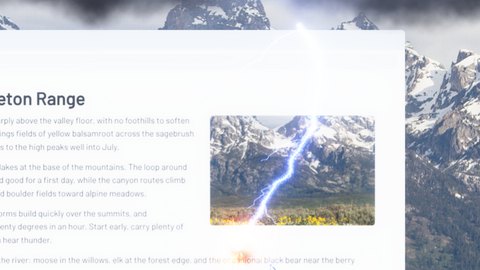 eton Range
rply above the valley floor, with no foothills to soften
ings fields of yellow balsamroot across the sagebrush
s to the high peaks well into July.
lakes at the base of the mountains. The loop around
d good for a first day, while the canyon routes climb
d boulder fields toward alpine meadows.
orms build quickly over the summits, and
enty degrees in an hour. Start early, carry plenty of
hear thunder.
the river: moose in the willows, elk at the forest edge, and the black bear near the berry